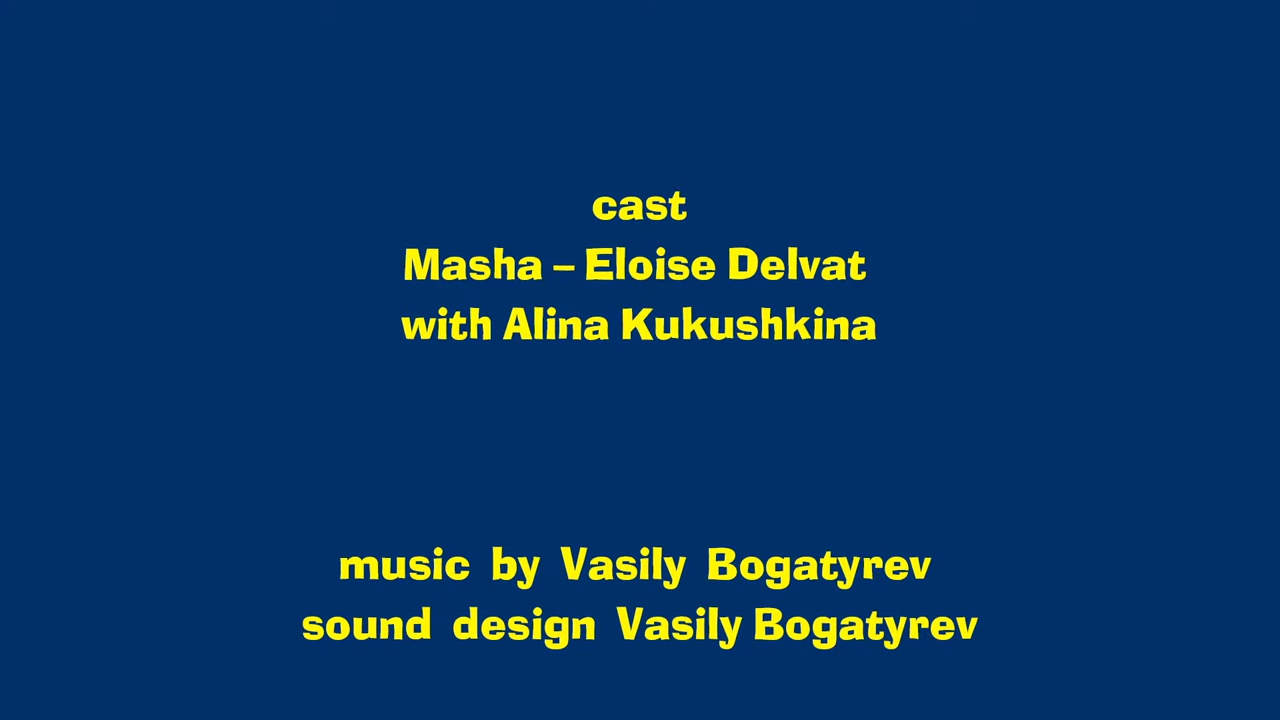 cast
Masha – Eloise Delvat
with Alina Kukushkina
music by Vasily Bogatyrev
sound design Vasily Bogatyrev